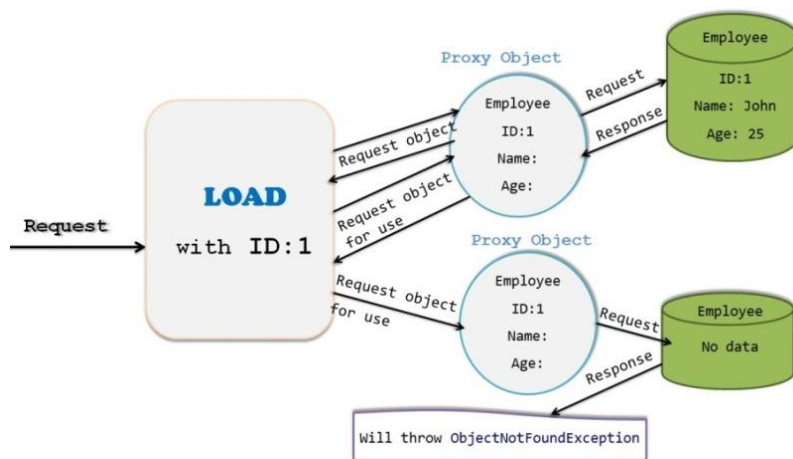 Request
LOAD
with ID:1
Request object
Request object
for use
Request object
for use
Proxy Object
Employee
ID:1
Name:
Age:
Request
Response
Employee
ID:1
Name: John
Age: 25
Proxy Object
Employee
ID:1
Name:
Age:
Request
Response
Employee
No data
Will throw ObjectNotFoundException